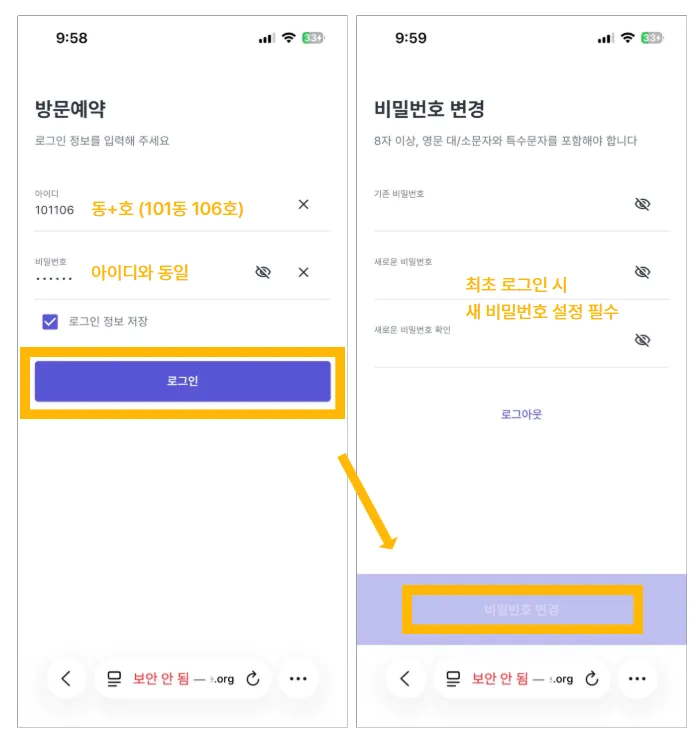 9:58
33
방문예약
로그인 정보를 입력해 주세요
아이디
101106 동+호 (101동 106호)
비밀번호
아이디와 동일
로그인 정보 저장
로그인
보안 안 됨 — .org
9:59
33
비밀번호 변경
8자 이상, 영문 대/소문자와 특수문자를 포함해야 합니다
기존 비밀번호
새로운 비밀번호
최초 로그인 시
새 비밀번호 설정 필수
새로운 비밀번호 확인
로그아웃
비밀번호 변경
보안 안 됨 — .org